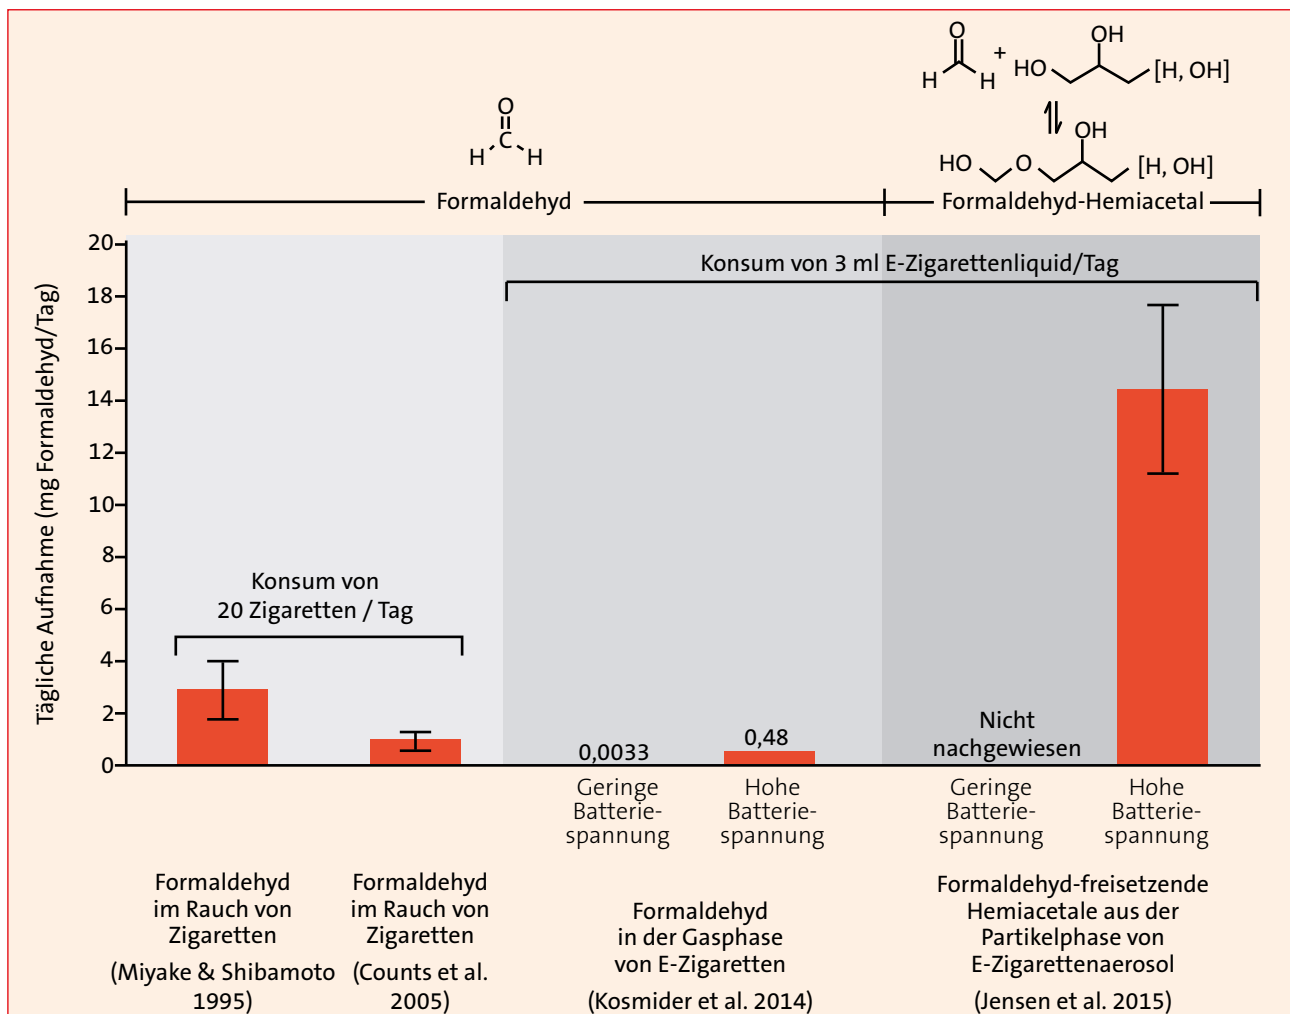 O
H
H
+
HO
OH
[H, OH]
OH
HO
O
[H, OH]
O
C
H
H
Formaldehyd
Formaldehyd-Hemiacetal
Tägliche Aufnahme (mg Formaldehyd/Tag)
20
18
16
14
12
10
8
6
4
2
0
Konsum von 3 ml E-Zigarettenliquid/Tag
Konsum von
20 Zigaretten / Tag
0,0033
0,48
Nicht
nachgewiesen
Geringe
Batterie-
spannung
Hohe
Batterie-
spannung
Geringe
Batterie-
spannung
Hohe
Batterie-
spannung
Formaldehyd
im Rauch von
Zigaretten
(Miyake & Shibamoto
1995)
Formaldehyd
im Rauch von
Zigaretten
(Counts et al.
2005)
Formaldehyd
in der Gasphase
von E-Zigaretten
(Kosmider et al. 2014)
Formaldehyd-freisetzende
Hemiacetale aus der
Partikelphase von
E-Zigarettenaerosol
(Jensen et al. 2015)